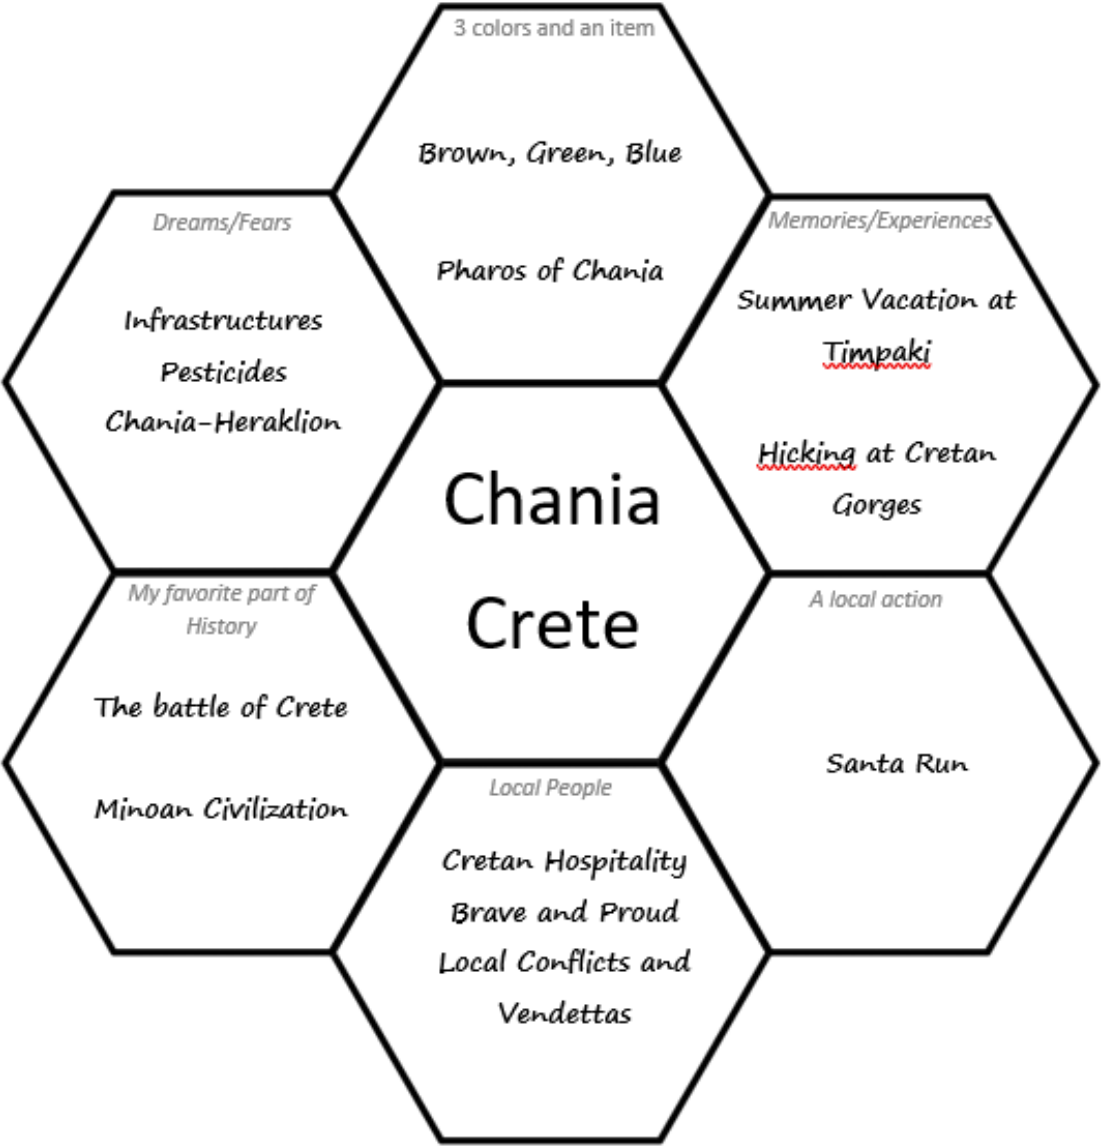 3 colors and an item
Brown, Green, Blue
Pharos of Chania
Dreams/Fears
Infrastructures
Pesticides
Chania-Heraklion
Memories/Experiences
Summer Vacation at
Timpaki
Hicking at Cretan
Gorges
Chania
Crete
My favorite part of
History
The battle of Crete
Minoan Civilization
A local action
Santa Run
Local People
Cretan Hospitality
Brave and Proud
Local Conflicts and
Vendettas